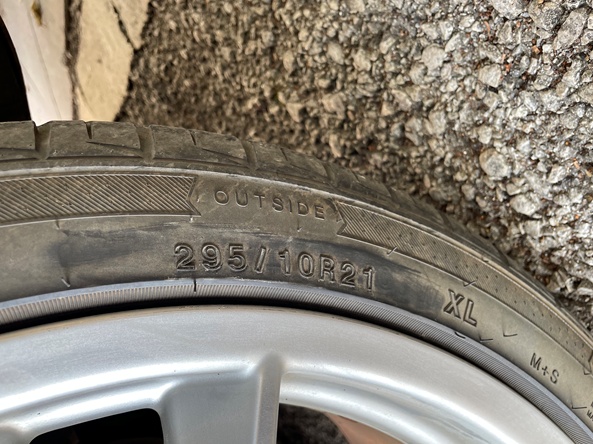 OUTSIDE
295/10R21
XL
M+S